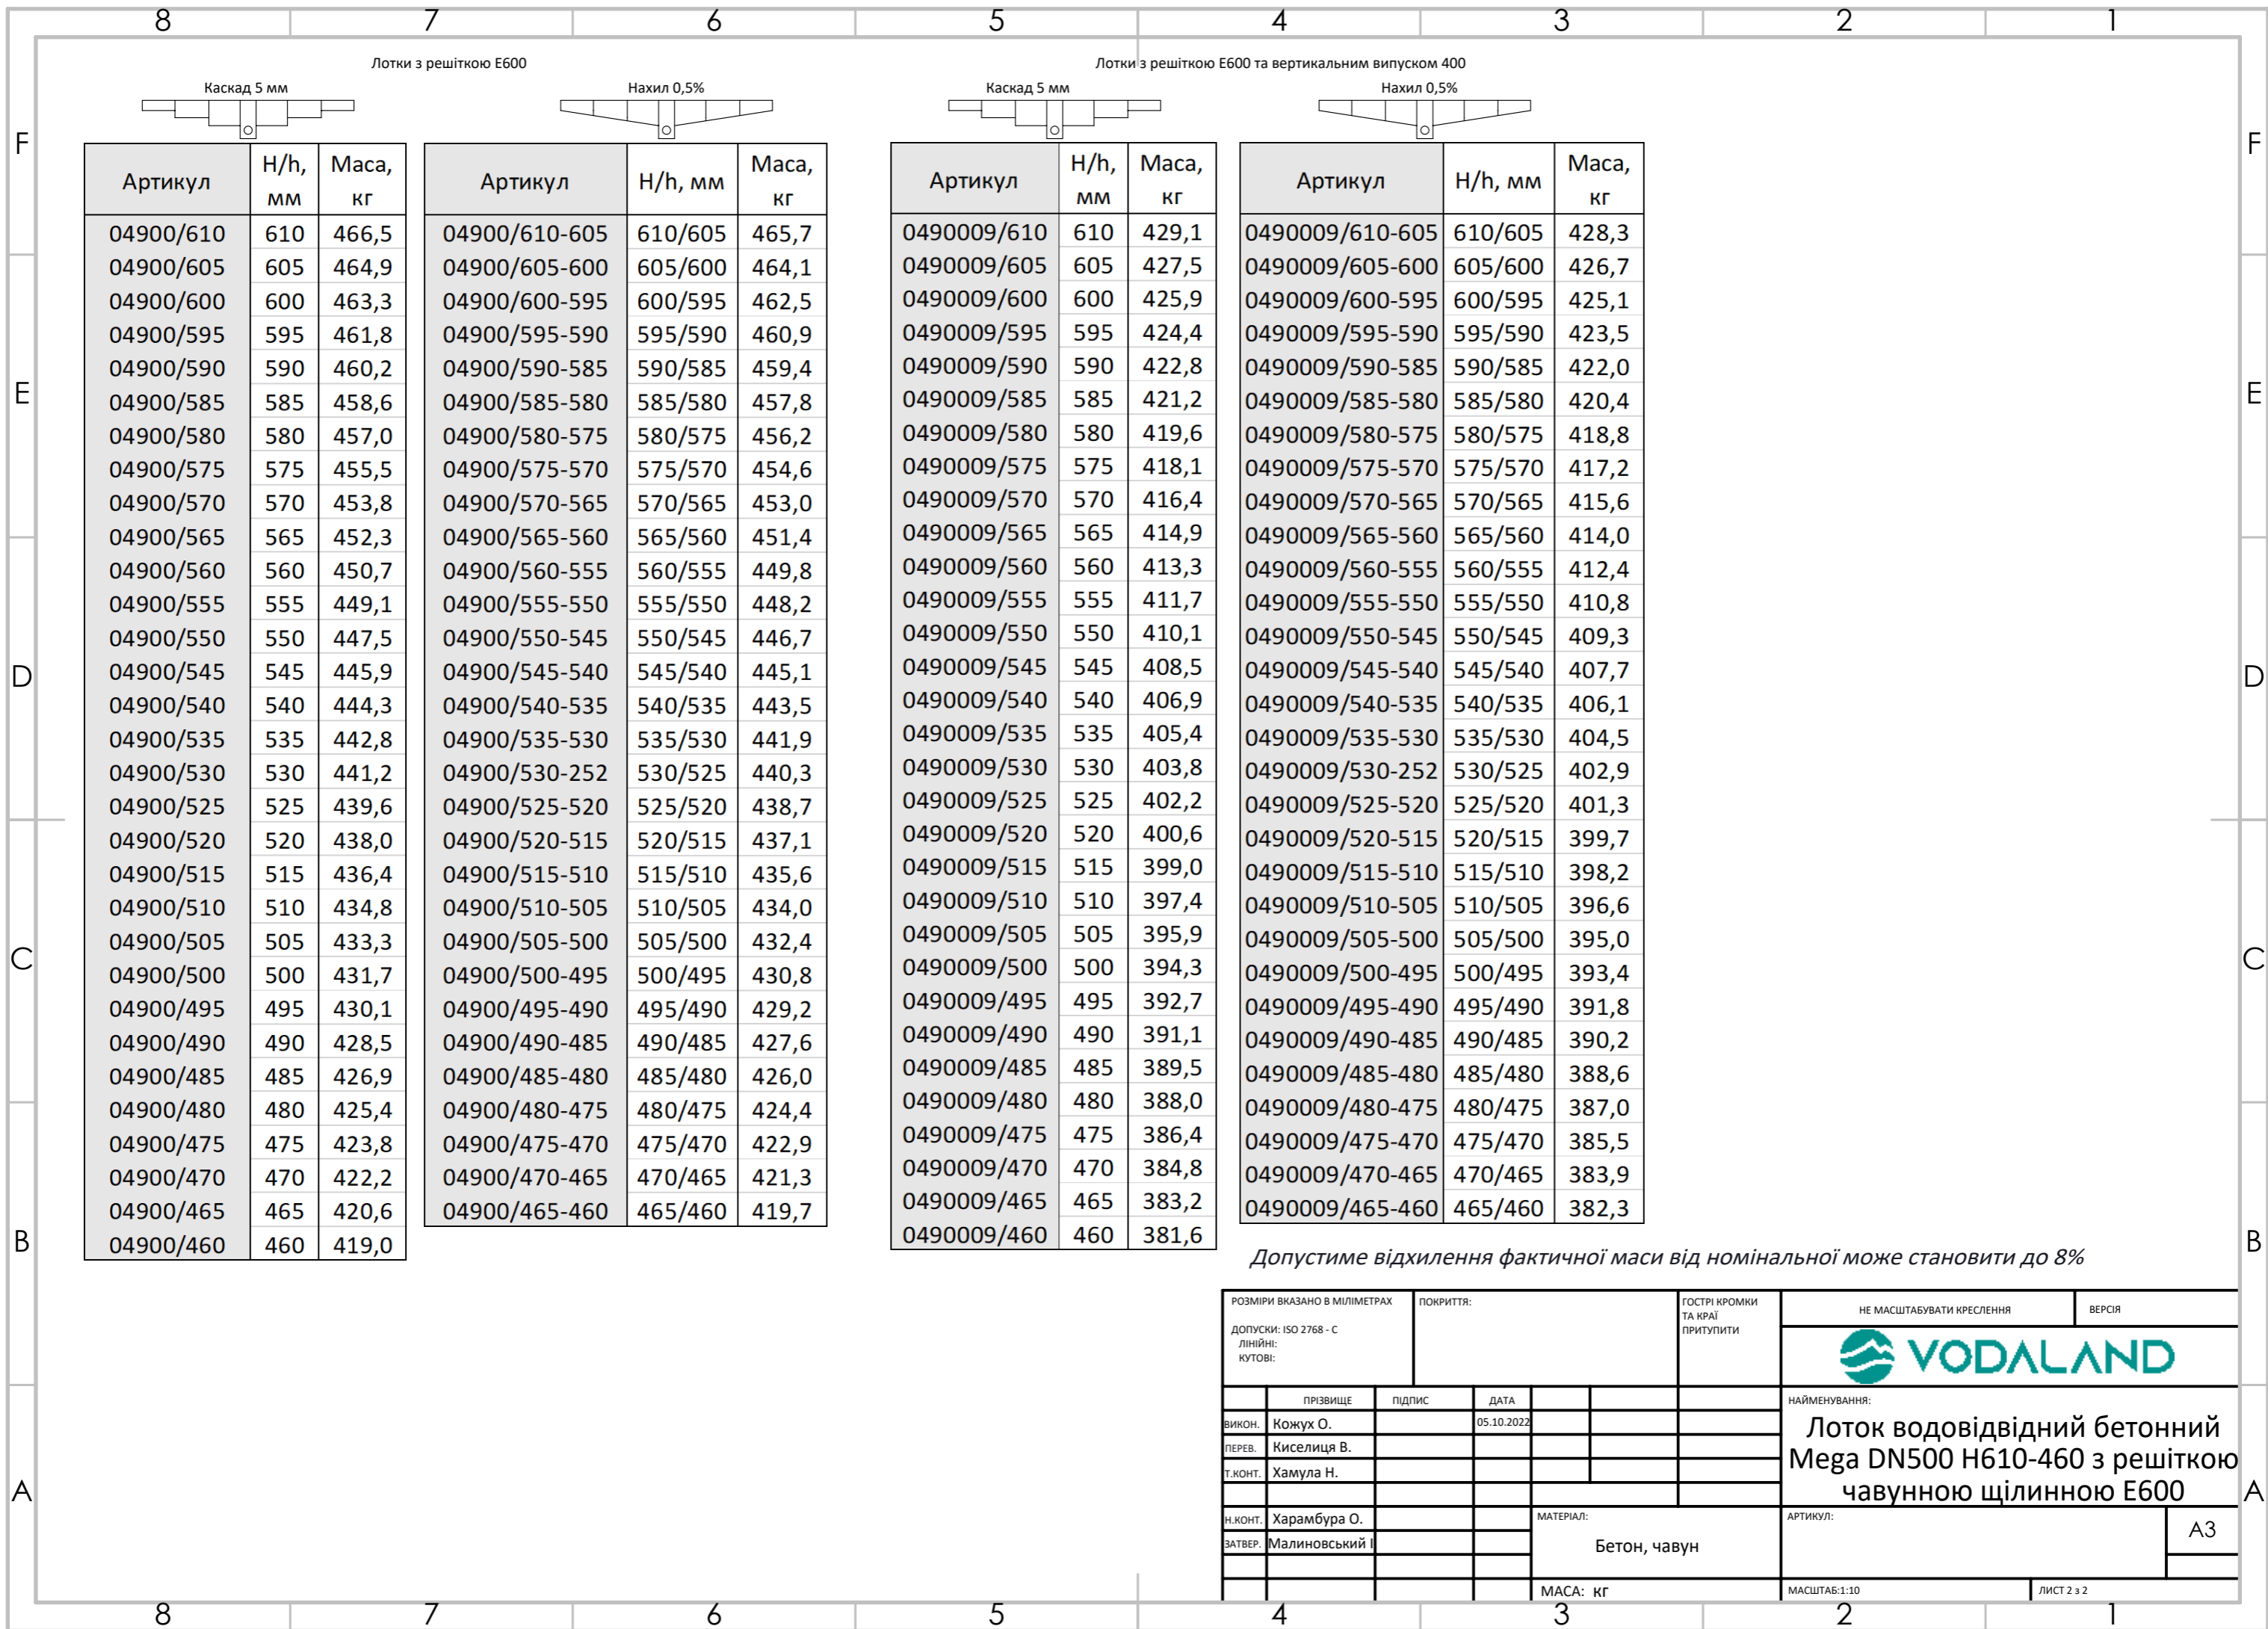 8 7 6 5 4 3 2 1
Лотки з решіткою Е600
Каскад 5 мм
Нахил 0,5%
Артикул H/h, мм Маса, кг
04900/610 610 466,5
04900/605 605 464,9
04900/600 600 463,3
04900/595 595 461,8
04900/590 590 460,2
04900/585 585 458,6
04900/580 580 457,0
04900/575 575 455,5
04900/570 570 453,8
04900/565 565 452,3
04900/560 560 450,7
04900/555 555 449,1
04900/550 550 447,5
04900/545 545 445,9
04900/540 540 444,3
04900/535 535 442,8
04900/530 530 441,2
04900/525 525 439,6
04900/520 520 438,0
04900/515 515 436,4
04900/510 510 434,8
04900/505 505 433,3
04900/500 500 431,7
04900/495 495 430,1
04900/490 490 428,5
04900/485 485 426,9
04900/480 480 425,4
04900/475 475 423,8
04900/470 470 422,2
04900/465 465 420,6
04900/460 460 419,0
Артикул H/h, мм Маса, кг
04900/610-605 610/605 465,7
04900/605-600 605/600 464,1
04900/600-595 600/595 462,5
04900/595-590 595/590 460,9
04900/590-585 590/585 459,4
04900/585-580 585/580 457,8
04900/580-575 580/575 456,2
04900/575-570 575/570 454,6
04900/570-565 570/565 453,0
04900/565-560 565/560 451,4
04900/560-555 560/555 449,8
04900/555-550 555/550 448,2
04900/550-545 550/545 446,7
04900/545-540 545/540 445,1
04900/540-535 540/535 443,5
04900/535-530 535/530 441,9
04900/530-252 530/525 440,3
04900/525-520 525/520 438,7
04900/520-515 520/515 437,1
04900/515-510 515/510 435,6
04900/510-505 510/505 434,0
04900/505-500 505/500 432,4
04900/500-495 500/495 430,8
04900/495-490 495/490 429,2
04900/490-485 490/485 427,6
04900/485-480 485/480 426,0
04900/480-475 480/475 424,4
04900/475-470 475/470 422,9
04900/470-465 470/465 421,3
04900/465-460 465/460 419,7
Лотки з решіткою Е600 та вертикальним випуском 400
Каскад 5 мм
Нахил 0,5%
Артикул H/h, мм Маса, кг
0490009/610 610 429,1
0490009/605 605 427,5
0490009/600 600 425,9
0490009/595 595 424,4
0490009/590 590 422,8
0490009/585 585 421,2
0490009/580 580 419,6
0490009/575 575 418,1
0490009/570 570 416,4
0490009/565 565 414,9
0490009/560 560 413,3
0490009/555 555 411,7
0490009/550 550 410,1
0490009/545 545 408,5
0490009/540 540 406,9
0490009/535 535 405,4
0490009/530 530 403,8
0490009/525 525 402,2
0490009/520 520 400,6
0490009/515 515 399,0
0490009/510 510 397,4
0490009/505 505 395,9
0490009/500 500 394,3
0490009/495 495 392,7
0490009/490 490 391,1
0490009/485 485 389,5
0490009/480 480 388,0
0490009/475 475 386,4
0490009/470 470 384,8
0490009/465 465 383,2
0490009/460 460 381,6
Артикул H/h, мм Маса, кг
0490009/610-605 610/605 428,3
0490009/605-600 605/600 426,7
0490009/600-595 600/595 425,1
0490009/595-590 595/590 423,5
0490009/590-585 590/585 422,0
0490009/585-580 585/580 420,4
0490009/580-575 580/575 418,8
0490009/575-570 575/570 417,2
0490009/570-565 570/565 415,6
0490009/565-560 565/560 414,0
0490009/560-555 560/555 412,4
0490009/555-550 555/550 410,8
0490009/550-545 550/545 409,3
0490009/545-540 545/540 407,7
0490009/540-535 540/535 406,1
0490009/535-530 535/530 404,5
0490009/530-252 530/525 402,9
0490009/525-520 525/520 401,3
0490009/520-515 520/515 399,7
0490009/515-510 515/510 398,2
0490009/510-505 510/505 396,6
0490009/505-500 505/500 395,0
0490009/500-495 500/495 393,4
0490009/495-490 495/490 391,8
0490009/490-485 490/485 390,2
0490009/485-480 485/480 388,6
0490009/480-475 480/475 387,0
0490009/475-470 475/470 385,5
0490009/470-465 470/465 383,9
0490009/465-460 465/460 382,3
F F
E E
D D
C C
B B
A A
Допустиме відхилення фактичної маси від номінальної може становити до 8%
РОЗМІРИ ВКАЗАНО В МІЛІМЕТРАХ
ДОПУСКИ: ISO 2768 - C
ЛІНІЙНІ:
КУТОВІ:
ПОКРИТТЯ:
ГОСТРІ КРОМКИ
ТА КРАЇ
ПРИТУПИТИ
НЕ МАСШТАБУВАТИ КРЕСЛЕННЯ
ВЕРСІЯ
VODALAND
ПРІЗВИЩЕ ПІДПИС ДАТА
ВИКОН. Кожух О. 05.10.2022
ПЕРЕВ. Киселиця В.
Т.КОНТ. Хамула Н.
Н.КОНТ. Харамбура О.
ЗАТВЕР. Малиновський І
НАЙМЕНУВАННЯ:
Лоток водовідвідний бетонний
Mega DN500 H610-460 з решіткою
чавунною щілинною Е600
МАТЕРІАЛ:
Бетон, чавун
АРТИКУЛ:
A3
МАСА: кг
МАСШТАБ:1:10
ЛИСТ 2 з 2
8 7 6 5 4 3 2 1